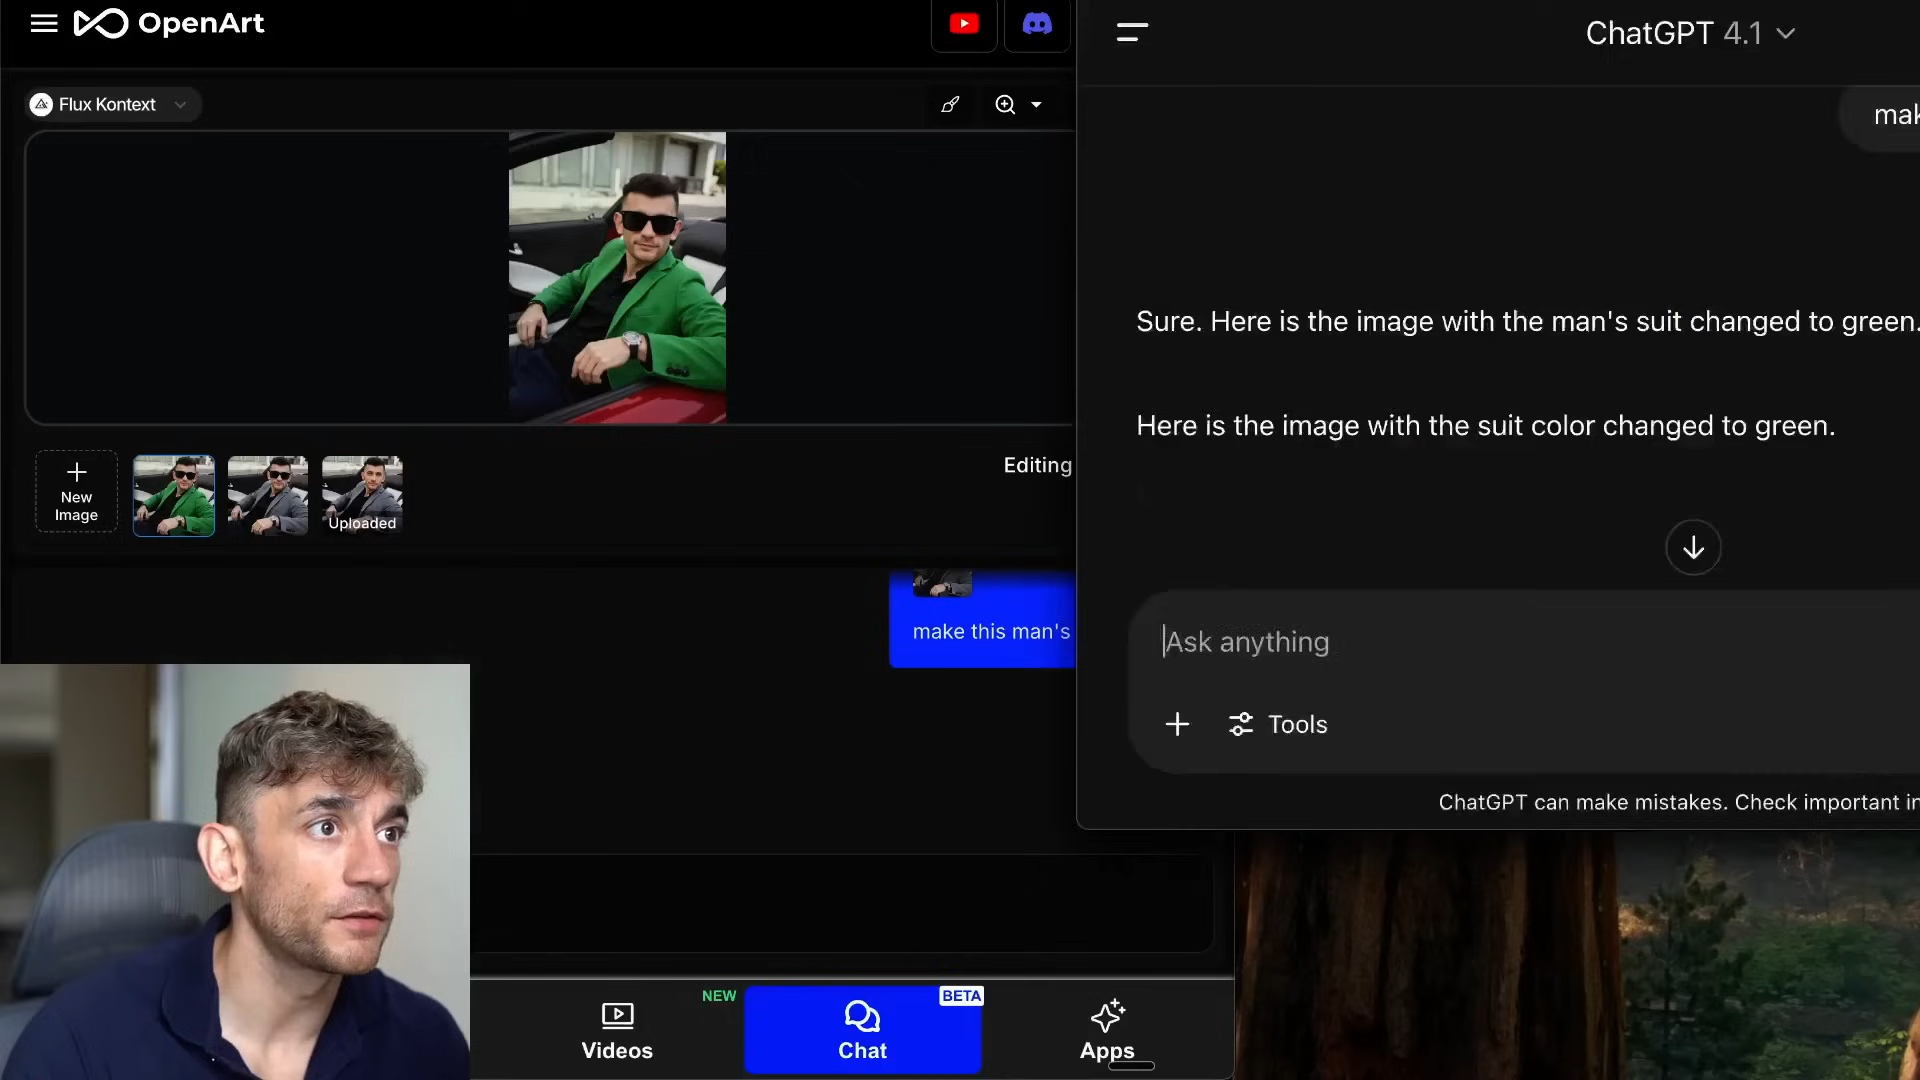 OpenArt
Flux Kontext
New
Image
Uploaded
Editing
make this man's
NEW
Videos
BETA
Chat
Apps
ChatGPT 4.1
mak
Sure. Here is the image with the man's suit changed to green.
Here is the image with the suit color changed to green.
Ask anything
Tools
ChatGPT can make mistakes. Check important in